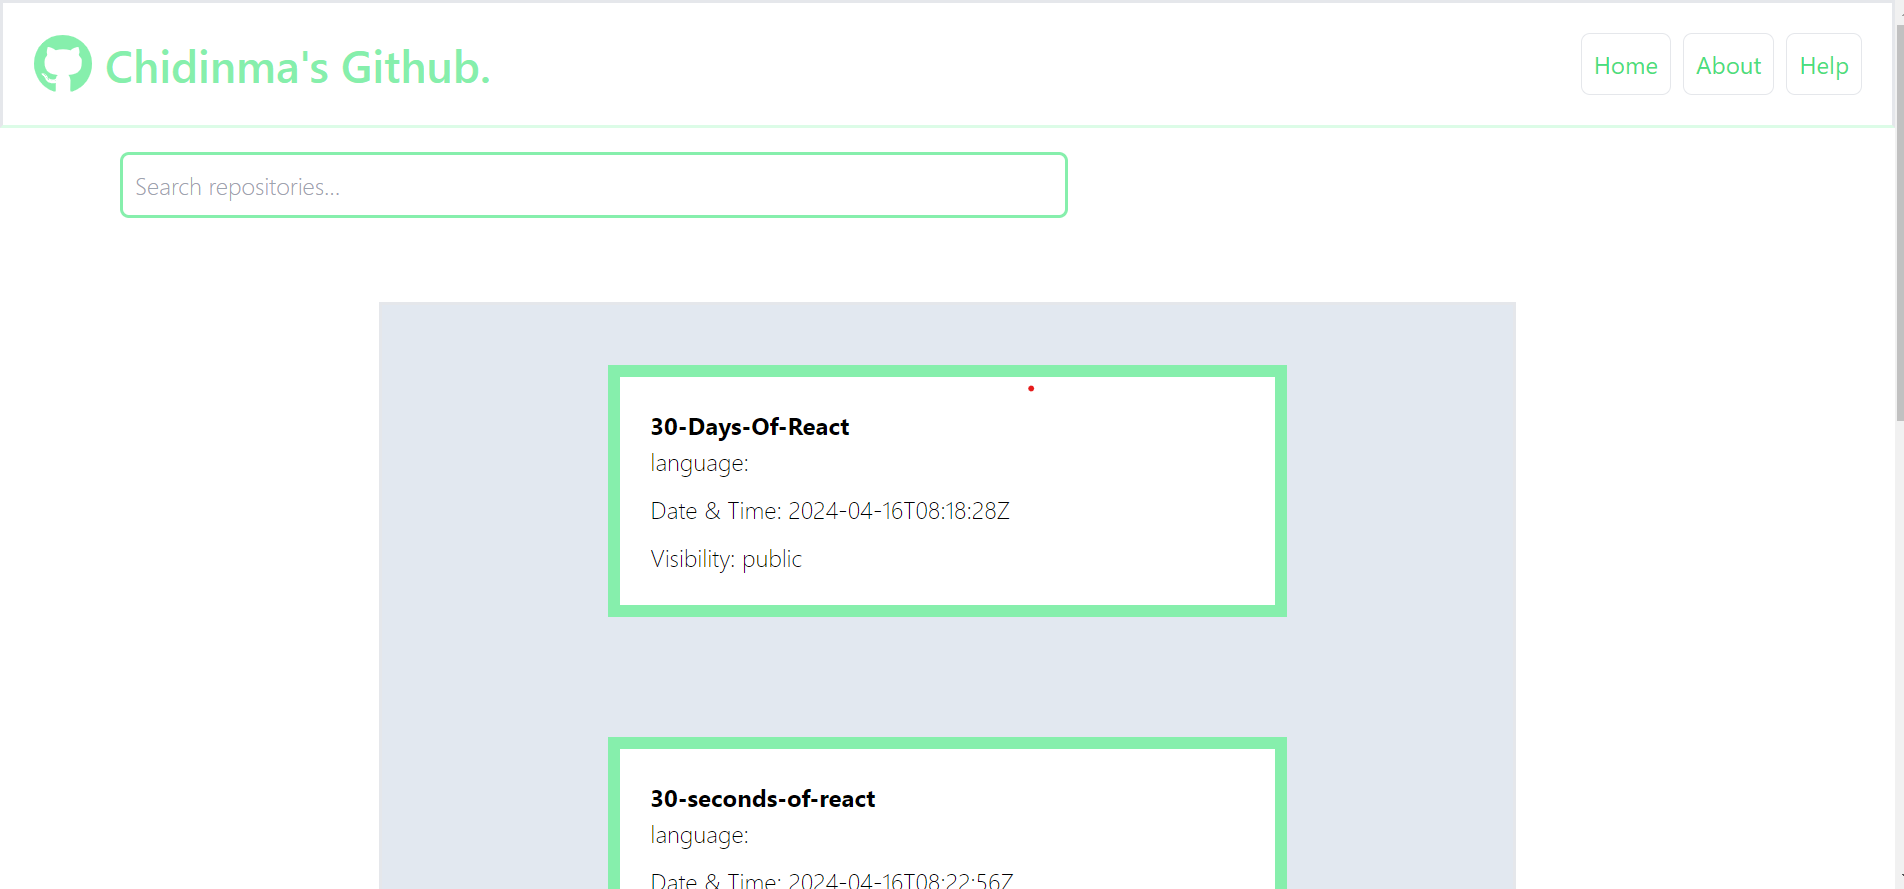 Chidinma's Github.
Home
About
Help
Search repositories...
30-Days-Of-React
language:
Date & Time: 2024-04-16T08:18:28Z
Visibility: public
30-seconds-of-react
language:
Date & Time: 2024-04-16T08:22:56Z